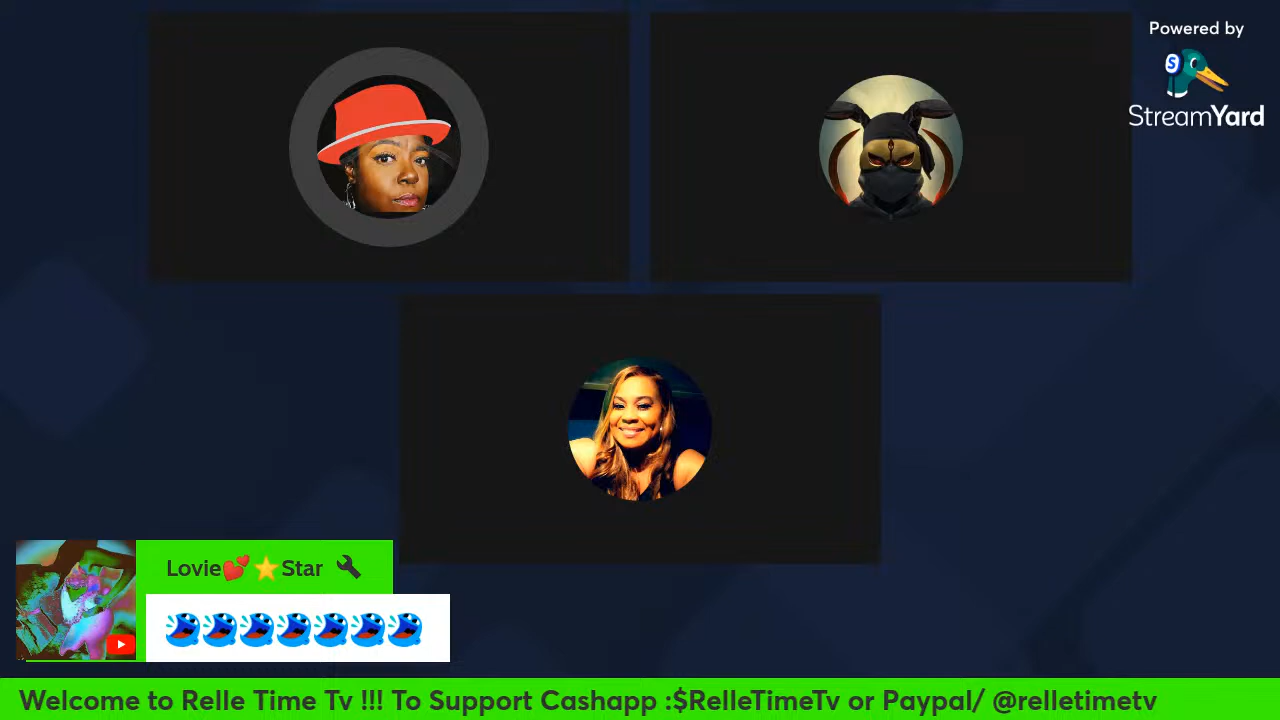 Powered by
S
StreamYard
Lovie💕⭐Star 🔧
Welcome to Relle Time Tv !!! To Support Cashapp :$RelleTimeTv or Paypal/ @relletimetv